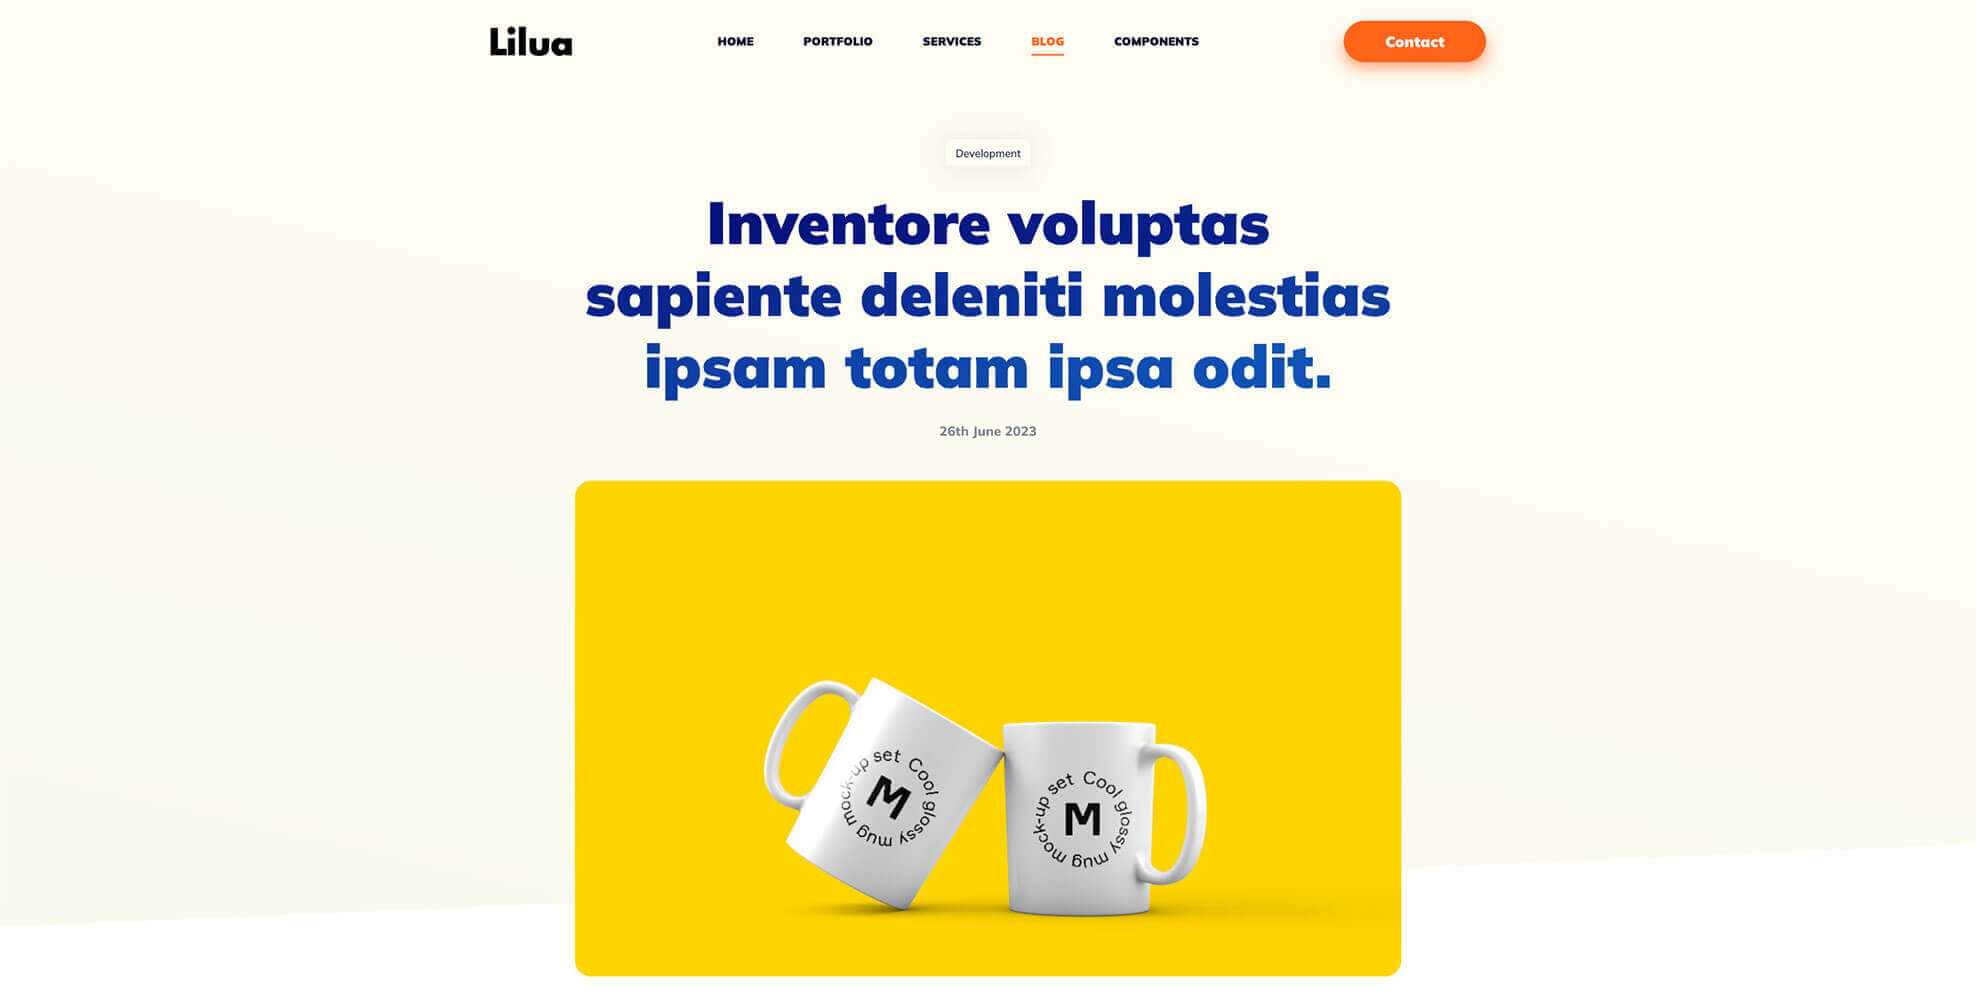 Lilua
HOME PORTFOLIO SERVICES BLOG COMPONENTS
Contact
Development
Inventore voluptas
sapiente deleniti molestias
ipsam totam ipsa odit.
26th June 2023
Cool glossy mug mock-up set
M
Cool glossy mug mock-up set
M